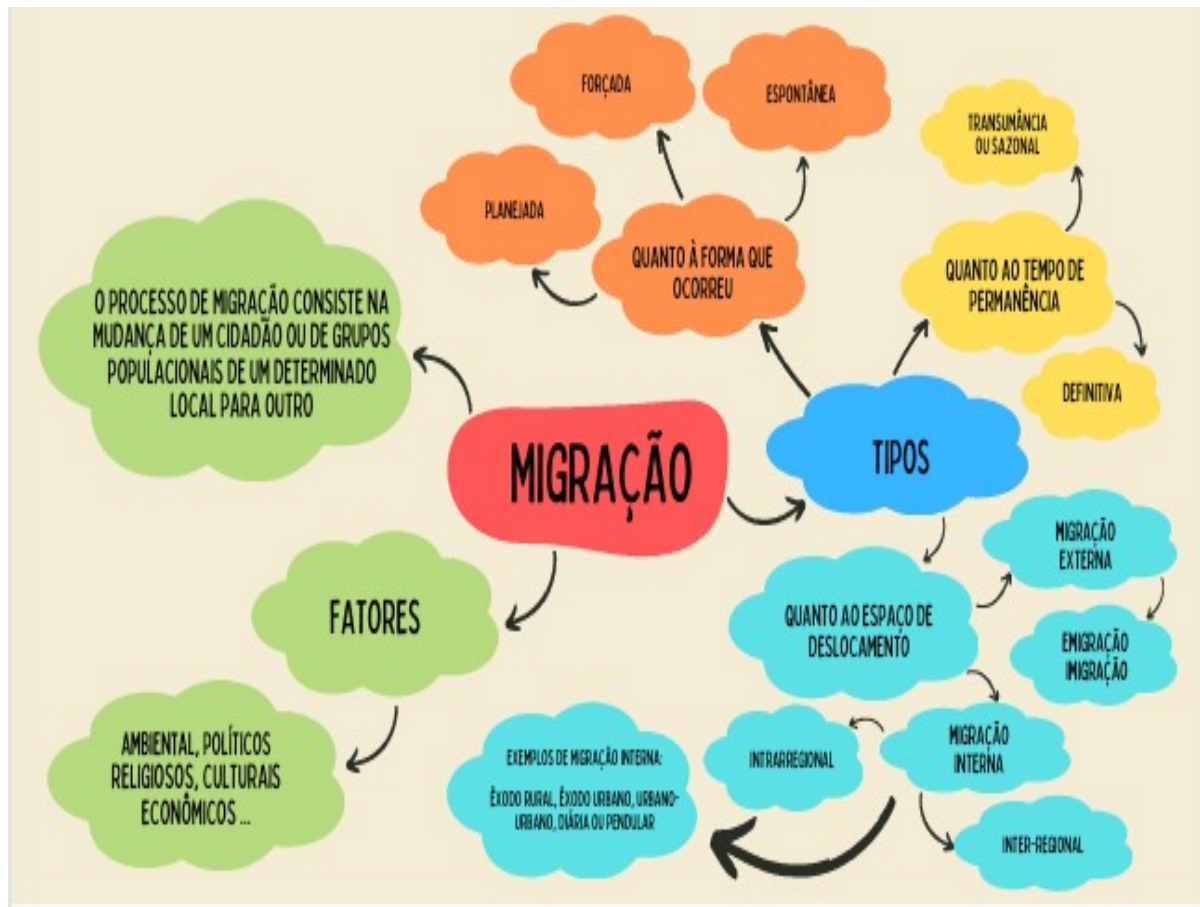 MIGRAÇÃO
O PROCESSO DE MIGRAÇÃO CONSISTE NA
MUDANÇA DE UM CIDADÃO OU DE GRUPOS
POPULACIONAIS DE UM DETERMINADO
LOCAL PARA OUTRO
FATORES
AMBIENTAL, POLÍTICOS
RELIGIOSOS, CULTURAIS
ECONÔMICOS ...
TIPOS
QUANTO À FORMA QUE
OCORREU
PLANEJADA
FORÇADA
ESPONTÂNEA
QUANTO AO TEMPO DE
PERMANÊNCIA
TRANSUMÂNCIA
OU SAZONAL
DEFINITIVA
QUANTO AO ESPAÇO DE
DESLOCAMENTO
MIGRAÇÃO
EXTERNA
EMIGRAÇÃO
IMIGRAÇÃO
MIGRAÇÃO
INTERNA
INTRARREGIONAL
INTER-REGIONAL
EXEMPLOS DE MIGRAÇÃO INTERNA:
ÊXODO RURAL, ÊXODO URBANO, URBANO-
URBANO, DIÁRIA OU PENDULAR